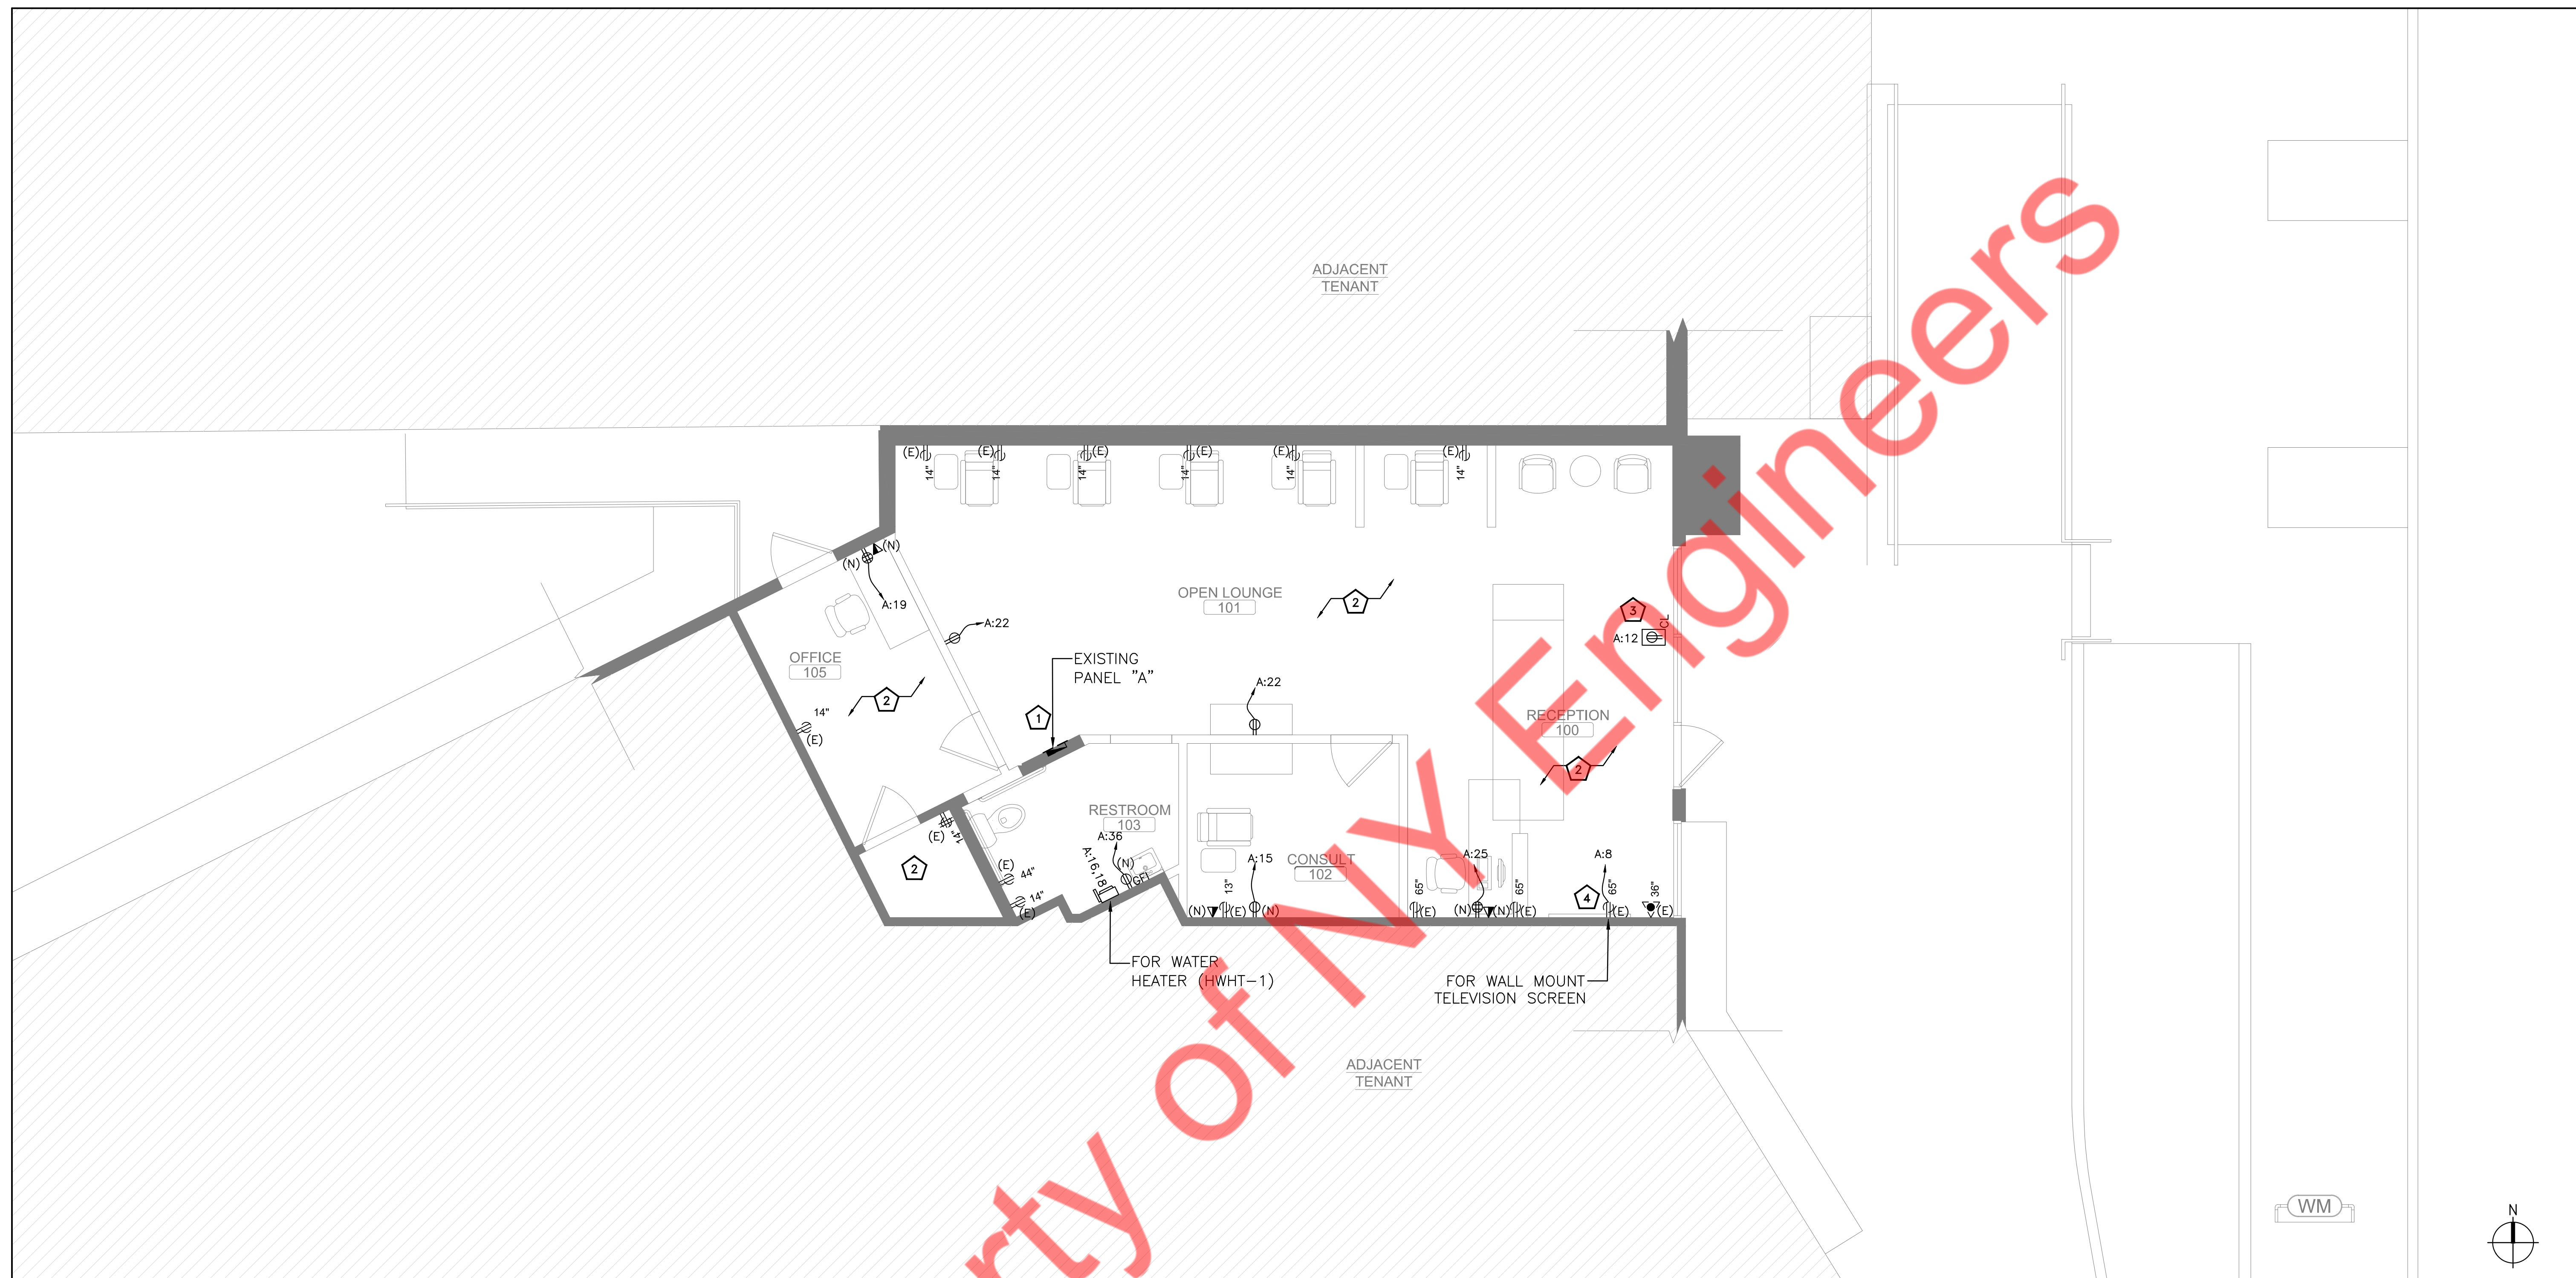 ADJACENT
TENANT
(E)
14"
(E)
14"
(E)
14"
(E)
14"
(E)
14"
(E)
14"
(N)
(N)
A:19
A:22
OPEN LOUNGE
101
2
3
CL
A:12
OFFICE
105
2
14"
(E)
EXISTING
PANEL "A"
1
A:22
RECEPTION
100
2
RESTROOM
103
A:36
(N)
GFI
A:16,18
(E)
14"
2
(E)
44"
14"
(E)
CONSULT
102
A:15
(N)
13"
(E)
(N)
65"
(E)
A:25
(N)
(N)
65"
(E)
A:8
4
65"
(E)
36"
(E)
FOR WATER
HEATER (HWHT-1)
FOR WALL MOUNT
TELEVISION SCREEN
ADJACENT
TENANT
WM
N
rty of NY Engineers